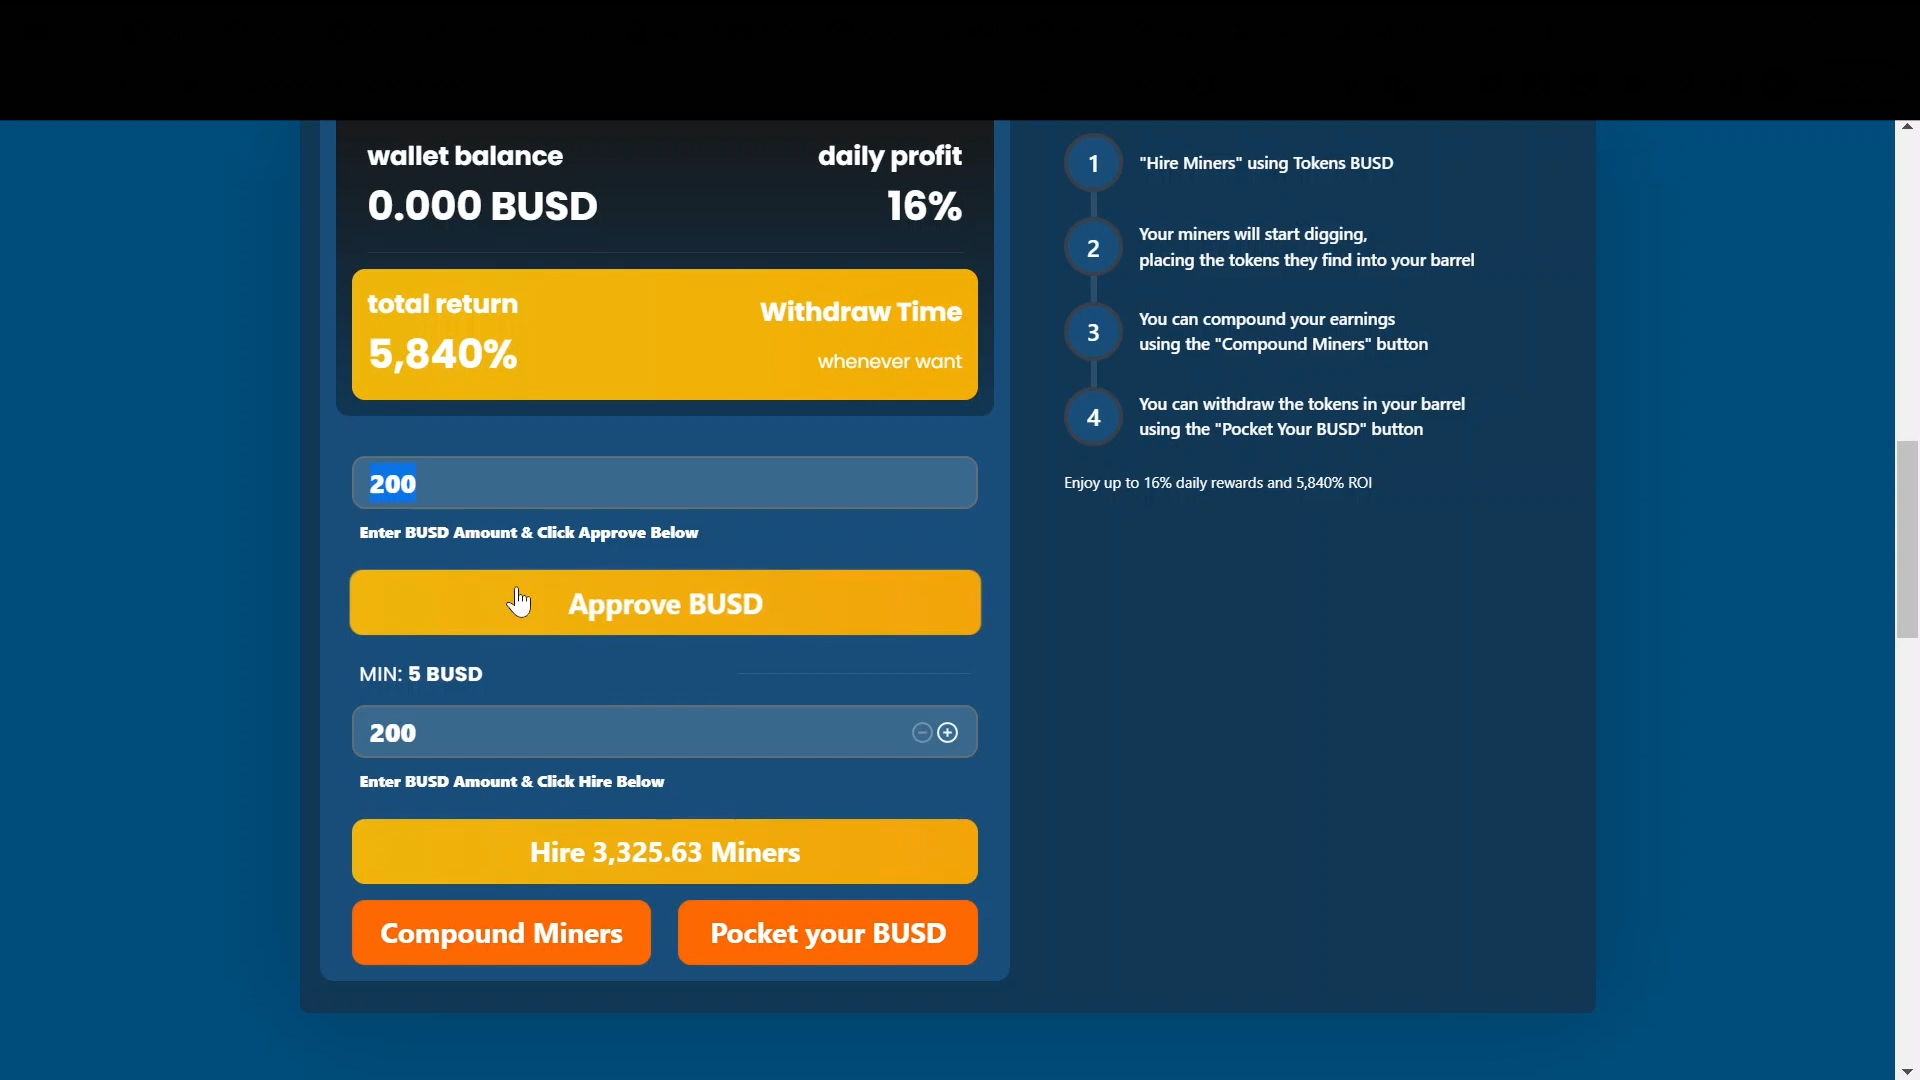 wallet balance
daily profit
0.000 BUSD
16%
total return
Withdraw Time
5,840%
whenever want
200
Enter BUSD Amount & Click Approve Below
Approve BUSD
MIN: 5 BUSD
200
Enter BUSD Amount & Click Hire Below
Hire 3,325.63 Miners
Compound Miners
Pocket your BUSD
1
"Hire Miners" using Tokens BUSD
2
Your miners will start digging,
placing the tokens they find into your barrel
3
You can compound your earnings
using the "Compound Miners" button
4
You can withdraw the tokens in your barrel
using the "Pocket Your BUSD" button
Enjoy up to 16% daily rewards and 5,840% ROI